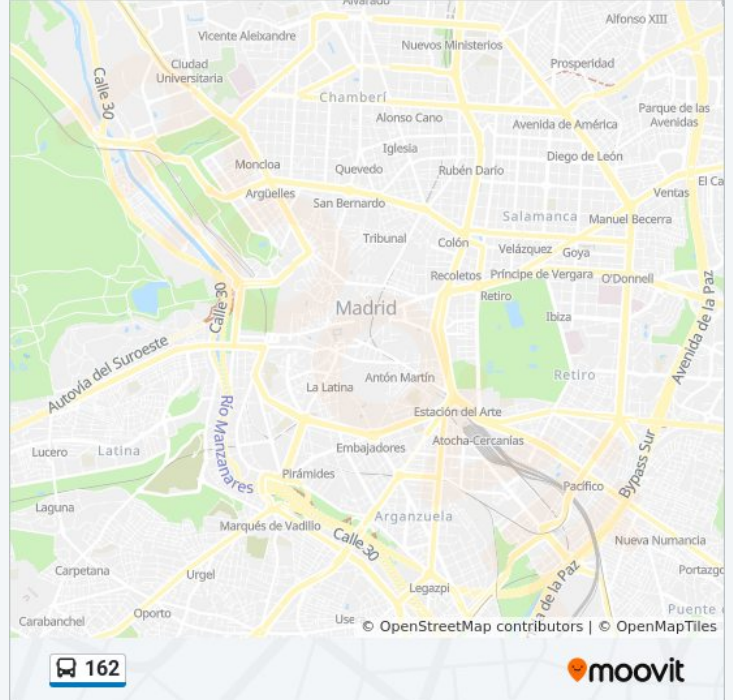 Alvarado
Alfonso XIII
Vicente Aleixandre
Nuevos Ministerios
Ciudad
Universitaria
Prosperidad
Calle 30
Chamberí
Parque de las
Avenidas
Alonso Cano
Avenida de América
Iglesia
Diego de León
Moncloa
Quevedo
Rubén Darío
El Ca
Argüelles
Ventas
San Bernardo
Salamanca
Manuel Becerra
Tribunal
Colón
Velázquez
Goya
Recoletos
Príncipe de Vergara
O'Donnell
Retiro
Calle 30
Madrid
Ibiza
Avenida de la Paz
Autovía del Suroeste
Retiro
Antón Martín
La Latina
Estación del Arte
Río Manzanares
Atocha-Cercanías
Embajadores
Lucero
Latina
Bypass Sur
Pirámides
Pacífico
Laguna
Arganzuela
Marqués de Vadillo
Calle 30
Nueva Numancia
Carpetana
Urgel
Portazgo
Legazpi
a de la Paz
Puente
Oporto
Carabanchel
Use
© OpenStreetMap contributors | © OpenMapTiles
162
moovit